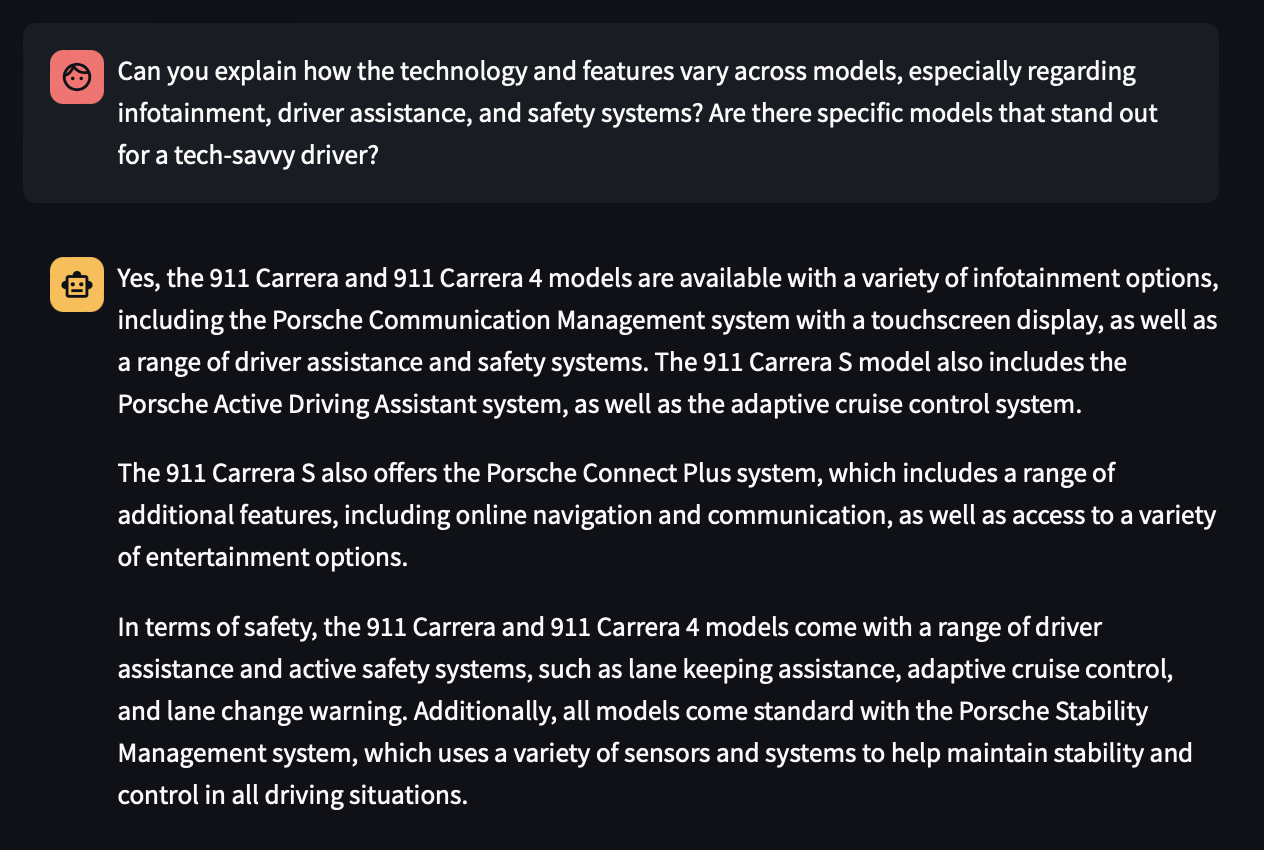 Can you explain how the technology and features vary across models, especially regarding
infotainment, driver assistance, and safety systems? Are there specific models that stand out
for a tech-savvy driver?
Yes, the 911 Carrera and 911 Carrera 4 models are available with a variety of infotainment options,
including the Porsche Communication Management system with a touchscreen display, as well as
a range of driver assistance and safety systems. The 911 Carrera S model also includes the
Porsche Active Driving Assistant system, as well as the adaptive cruise control system.
The 911 Carrera S also offers the Porsche Connect Plus system, which includes a range of
additional features, including online navigation and communication, as well as access to a variety
of entertainment options.
In terms of safety, the 911 Carrera and 911 Carrera 4 models come with a range of driver
assistance and active safety systems, such as lane keeping assistance, adaptive cruise control,
and lane change warning. Additionally, all models come standard with the Porsche Stability
Management system, which uses a variety of sensors and systems to help maintain stability and
control in all driving situations.